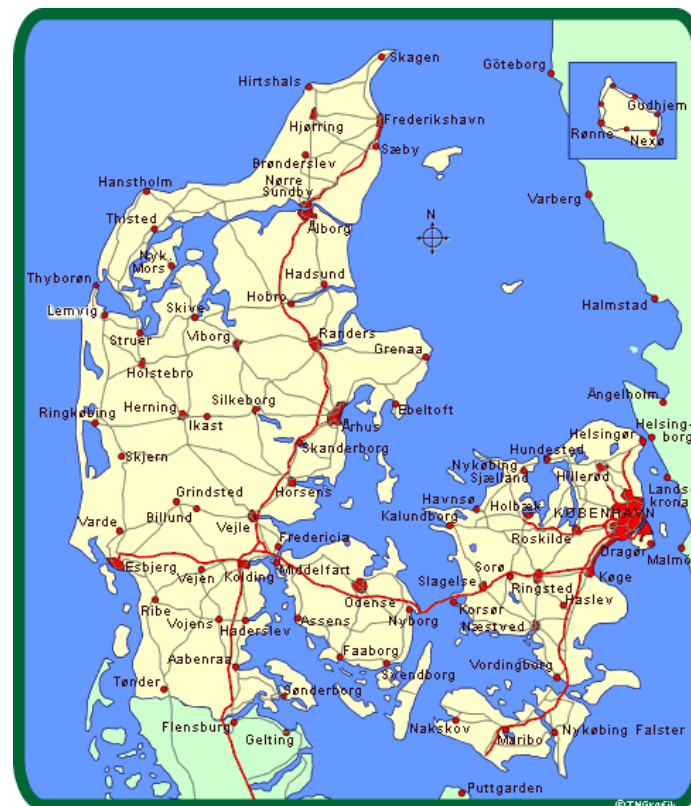 Skagen
Göteborg
Hirtshals
Hjørring
Frederikshavn
Gudhjem
Rønne
Nexø
Sæby
Brønderslev
Nørre
Sundby
Hanstholm
Varberg
Thisted
Ålborg
N
Nyk.
Mors
Thyborøn
Hadsund
Hobro
Halmstad
Lemvig
Skive
Struer
Viborg
Randers
Grenaa
Holstebro
Ängelholm
Silkeborg
Herning
Ikast
Ebeltoft
Ringkøbing
Århus
Helsingør
Helsing-
borg
Skanderborg
Hundested
Skjern
Nykøbing
Sjælland
Hillerød
Horsens
Lands-
krona
Grindsted
Billund
Havnsø
Holbæk
KØBENHAVN
Varde
Vejle
Kalundborg
Roskilde
Fredericia
Dragør
Malmö
Esbjerg
Vejen
Kolding
Middelfart
Sorø
Slagelse
Ringsted
Køge
Ribe
Odense
Nyborg
Korsør
Haslev
Vojens
Haderslev
Assens
Næstved
Aabenraa
Faaborg
Svendborg
Vordingborg
Tønder
Sønderborg
Flensburg
Gelting
Nakskov
Maribo
Nykøbing Falster
Puttgarden
©TNGrafik